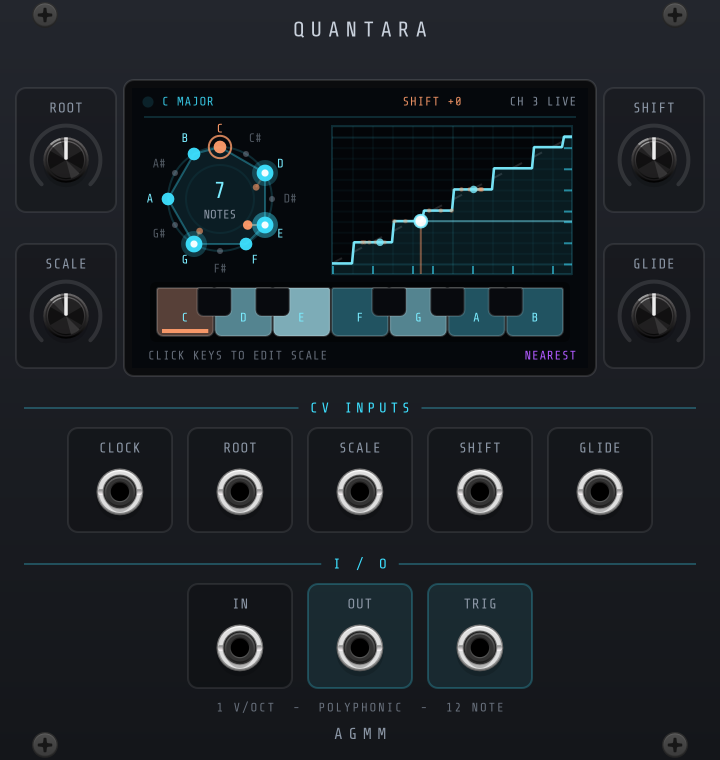 QUANTARA
ROOT
C MAJOR
SHIFT +0
CH 3 LIVE
SHIFT
C
C#
D
D#
E
F
F#
G
G#
A
A#
B
7
NOTES
SCALE
GLIDE
C D E F G A B
CLICK KEYS TO EDIT SCALE
NEAREST
CV INPUTS
CLOCK ROOT SCALE SHIFT GLIDE
I / O
IN OUT TRIG
1 V/OCT - POLYPHONIC - 12 NOTE
AGMM